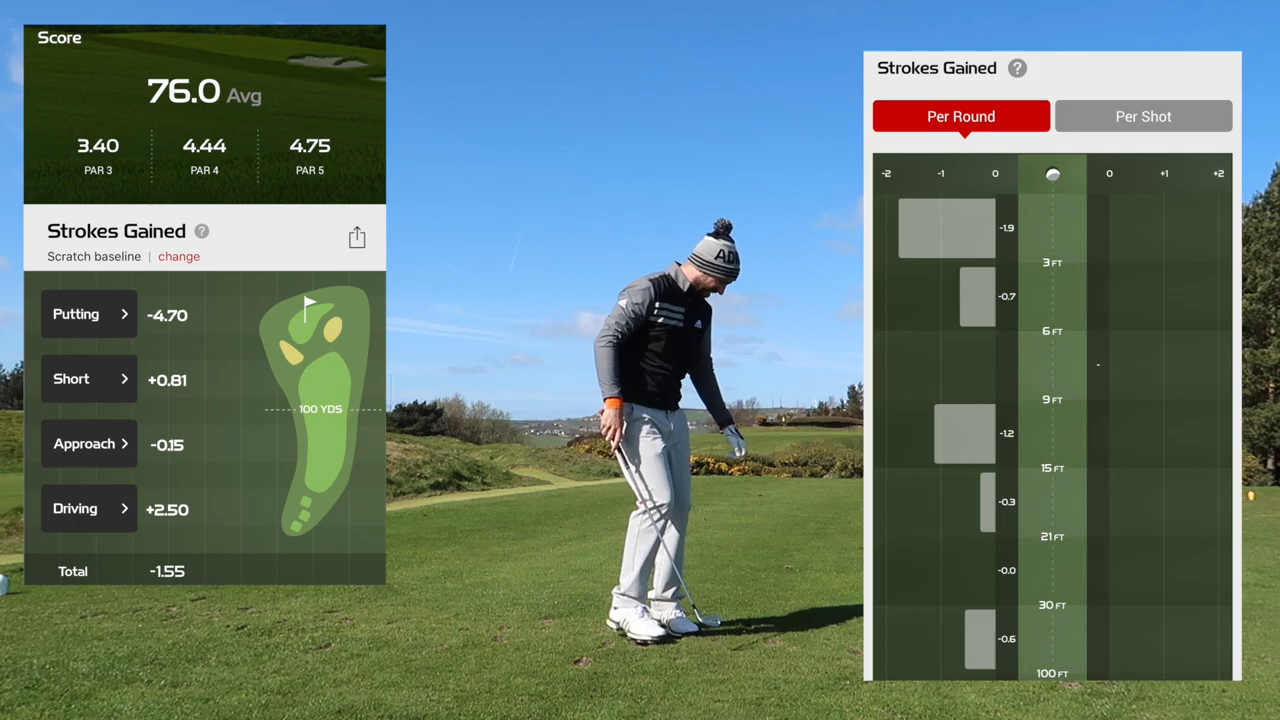 Score
76.0 Avg
3.40 4.44 4.75
PAR 3 PAR 4 PAR 5
Strokes Gained ?
Scratch baseline | change
Putting > -4.70
Short > +0.81
100 YDS
Approach > -0.15
Driving > +2.50
Total -1.55
AD
Strokes Gained ?
Per Round Per Shot
-2 -1 0 0 +1 +2
-1.9
3 FT
-0.7
6 FT
-
9 FT
-1.2
15 FT
-0.3
21 FT
-0.0
30 FT
-0.6
100 FT